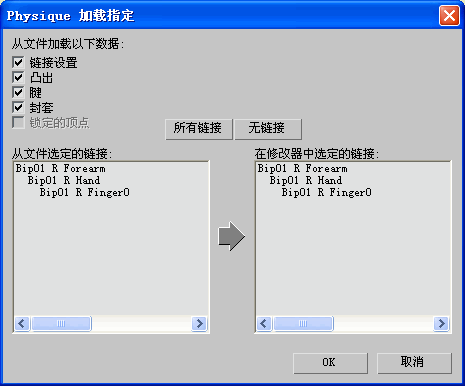 Physique 加载指定
从文件加载以下数据:
链接设置
凸出
腱
封套
锁定的顶点
所有链接
无链接
从文件选定的链接:
Bip01 R Forearm
Bip01 R Hand
Bip01 R Finger0
在修改器中选定的链接:
Bip01 R Forearm
Bip01 R Hand
Bip01 R Finger0
OK
取消